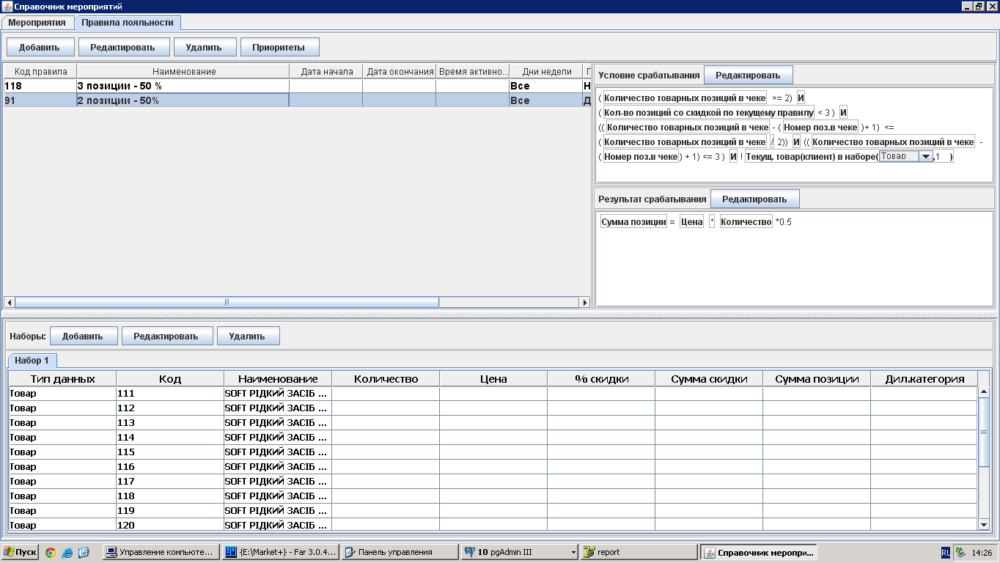 Справочник мероприятий
Мероприятия Правила лояльности
Добавить Редактировать Удалить Приоритеты
Код правила Наименование Дата начала Дата окончания Время активно... Дни недели
118 3 позиции - 50 % Все Н
91 2 позиции - 50% Все Д
Условие срабатывания Редактировать
( Количество товарных позиций в чеке >= 2) И
( Кол-во позиций со скидкой по текущему правилу < 3 ) И
(( Количество товарных позиций в чеке - ( Номер поз.в чеке )+ 1) <=
( Количество товарных позиций в чеке / 2)) И (( Количество товарных позиций в чеке -
( Номер поз.в чеке ) + 1) <= 3 ) И ! Текущ. товар(клиент) в наборе( Товар ,1 )
Результат срабатывания Редактировать
Сумма позиции = Цена * Количество *0.5
Наборы: Добавить Редактировать Удалить
Набор 1
Тип данных Код Наименование Количество Цена % скидки Сумма скидки Сумма позиции Дил.категория
Товар 111 SOFT РІДКИЙ ЗАСІБ ...
Товар 112 SOFT РІДКИЙ ЗАСІБ ...
Товар 113 SOFT РІДКИЙ ЗАСІБ ...
Товар 114 SOFT РІДКИЙ ЗАСІБ ...
Товар 115 SOFT РІДКИЙ ЗАСІБ ...
Товар 116 SOFT РІДКИЙ ЗАСІБ ...
Товар 117 SOFT РІДКИЙ ЗАСІБ ...
Товар 118 SOFT РІДКИЙ ЗАСІБ ...
Товар 119 SOFT РІДКИЙ ЗАСІБ ...
Товар 120 SOFT РІДКИЙ ЗАСІБ ...
Пуск Управление компьюте... {E:\Market+} - Far 3.0.4... Панель управления 10 pgAdmin III report Справочник меропри... RU 14:26